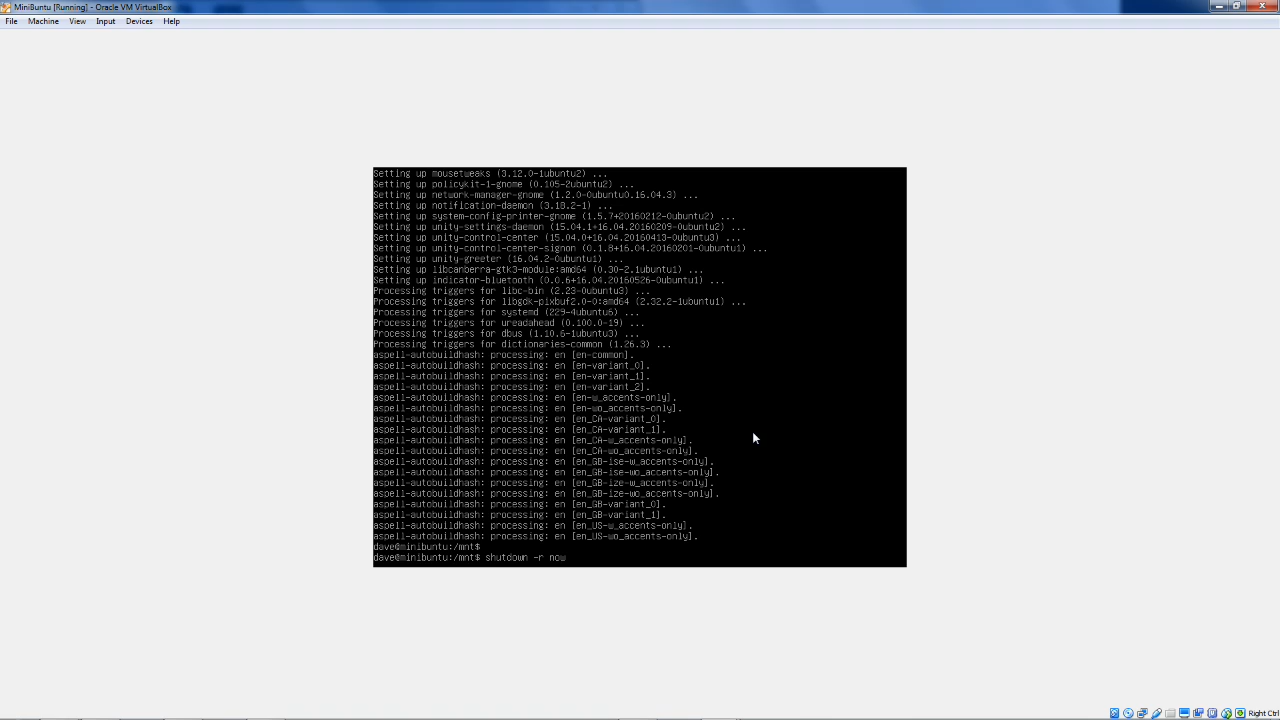 MiniBuntu [Running] - Oracle VM VirtualBox
File Machine View Input Devices Help
Setting up mousetweaks (3.12.0-1ubuntu2) ...
Setting up policykit-1-gnome (0.105-2ubuntu2) ...
Setting up network-manager-gnome (1.2.0-0ubuntu0.16.04.3) ...
Setting up notification-daemon (3.18.2-1) ...
Setting up system-config-printer-gnome (1.5.7+20160212-0ubuntu2) ...
Setting up unity-settings-daemon (15.04.1+16.04.20160209-0ubuntu2) ...
Setting up unity-control-center (15.04.0+16.04.20160413-0ubuntu3) ...
Setting up unity-control-center-signon (0.1.8+16.04.20160201-0ubuntu1) ...
Setting up unity-greeter (16.04.2-0ubuntu1) ...
Setting up libcanberra-gtk3-module:amd64 (0.30-2.1ubuntu1) ...
Setting up indicator-bluetooth (0.0.6+16.04.20160526-0ubuntu1) ...
Processing triggers for libc-bin (2.23-0ubuntu3) ...
Processing triggers for libgdk-pixbuf2.0-0:amd64 (2.32.2-1ubuntu1) ...
Processing triggers for systemd (229-4ubuntu6) ...
Processing triggers for ureadahead (0.100.0-19) ...
Processing triggers for dbus (1.10.6-1ubuntu3) ...
Processing triggers for dictionaries-common (1.26.3) ...
aspell-autobuildhash: processing: en [en-common].
aspell-autobuildhash: processing: en [en-variant_0].
aspell-autobuildhash: processing: en [en-variant_1].
aspell-autobuildhash: processing: en [en-variant_2].
aspell-autobuildhash: processing: en [en-w_accents-only].
aspell-autobuildhash: processing: en [en-wo_accents-only].
aspell-autobuildhash: processing: en [en_CA-variant_0].
aspell-autobuildhash: processing: en [en_CA-variant_1].
aspell-autobuildhash: processing: en [en_CA-w_accents-only].
aspell-autobuildhash: processing: en [en_CA-wo_accents-only].
aspell-autobuildhash: processing: en [en_GB-ise-w_accents-only].
aspell-autobuildhash: processing: en [en_GB-ise-wo_accents-only].
aspell-autobuildhash: processing: en [en_GB-ize-w_accents-only].
aspell-autobuildhash: processing: en [en_GB-ize-wo_accents-only].
aspell-autobuildhash: processing: en [en_GB-variant_0].
aspell-autobuildhash: processing: en [en_GB-variant_1].
aspell-autobuildhash: processing: en [en_US-w_accents-only].
aspell-autobuildhash: processing: en [en_US-wo_accents-only].
dave@minibuntu:/mnt$
dave@minibuntu:/mnt$ shutdown -r now
Right Ctrl